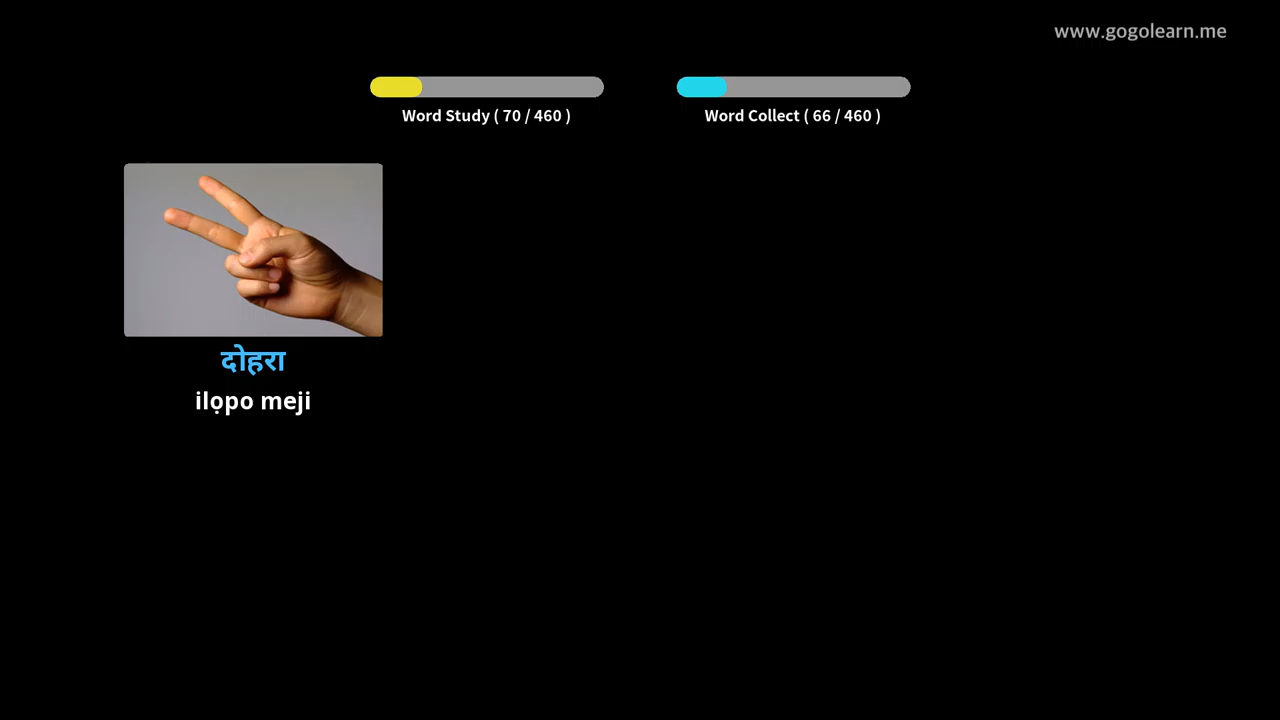 www.gogolearn.me
Word Study ( 70 / 460 )
Word Collect ( 66 / 460 )
दोहरा
ilọpo meji